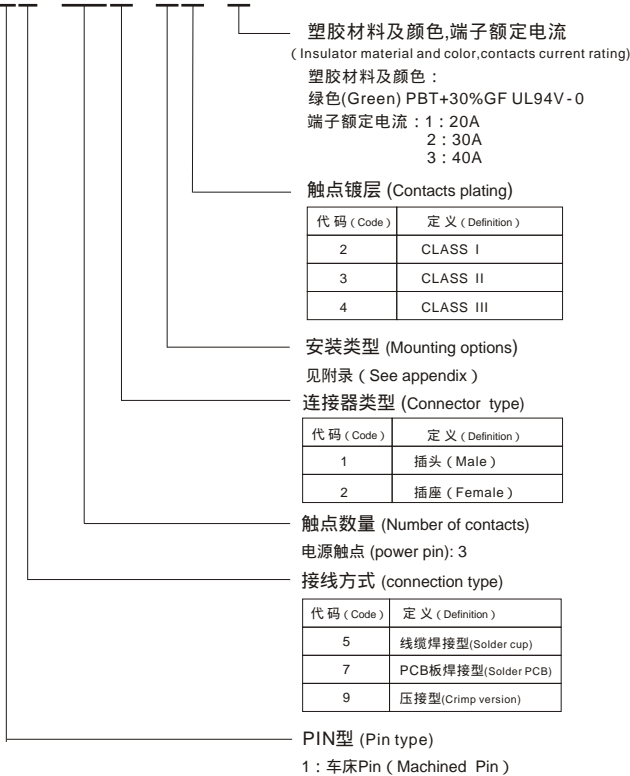 塑胶材料及颜色,端子额定电流
(Insulator material and color,contacts current rating)
塑胶材料及颜色：
绿色(Green) PBT+30%GF UL94V-0
端子额定电流：1：20A
2：30A
3：40A
触点镀层 (Contacts plating)
代 码 (Code) 定 义 (Definition)
2 CLASS I
3 CLASS II
4 CLASS III
安装类型 (Mounting options)
见附录 (See appendix)
连接器类型 (Connector type)
代 码 (Code) 定 义 (Definition)
1 插头 (Male)
2 插座 (Female)
触点数量 (Number of contacts)
电源触点 (power pin): 3
接线方式 (connection type)
代 码 (Code) 定 义 (Definition)
5 线缆焊接型(Solder cup)
7 PCB板焊接型(Solder PCB)
9 压接型(Crimp version)
PIN型 (Pin type)
1：车床Pin (Machined Pin)